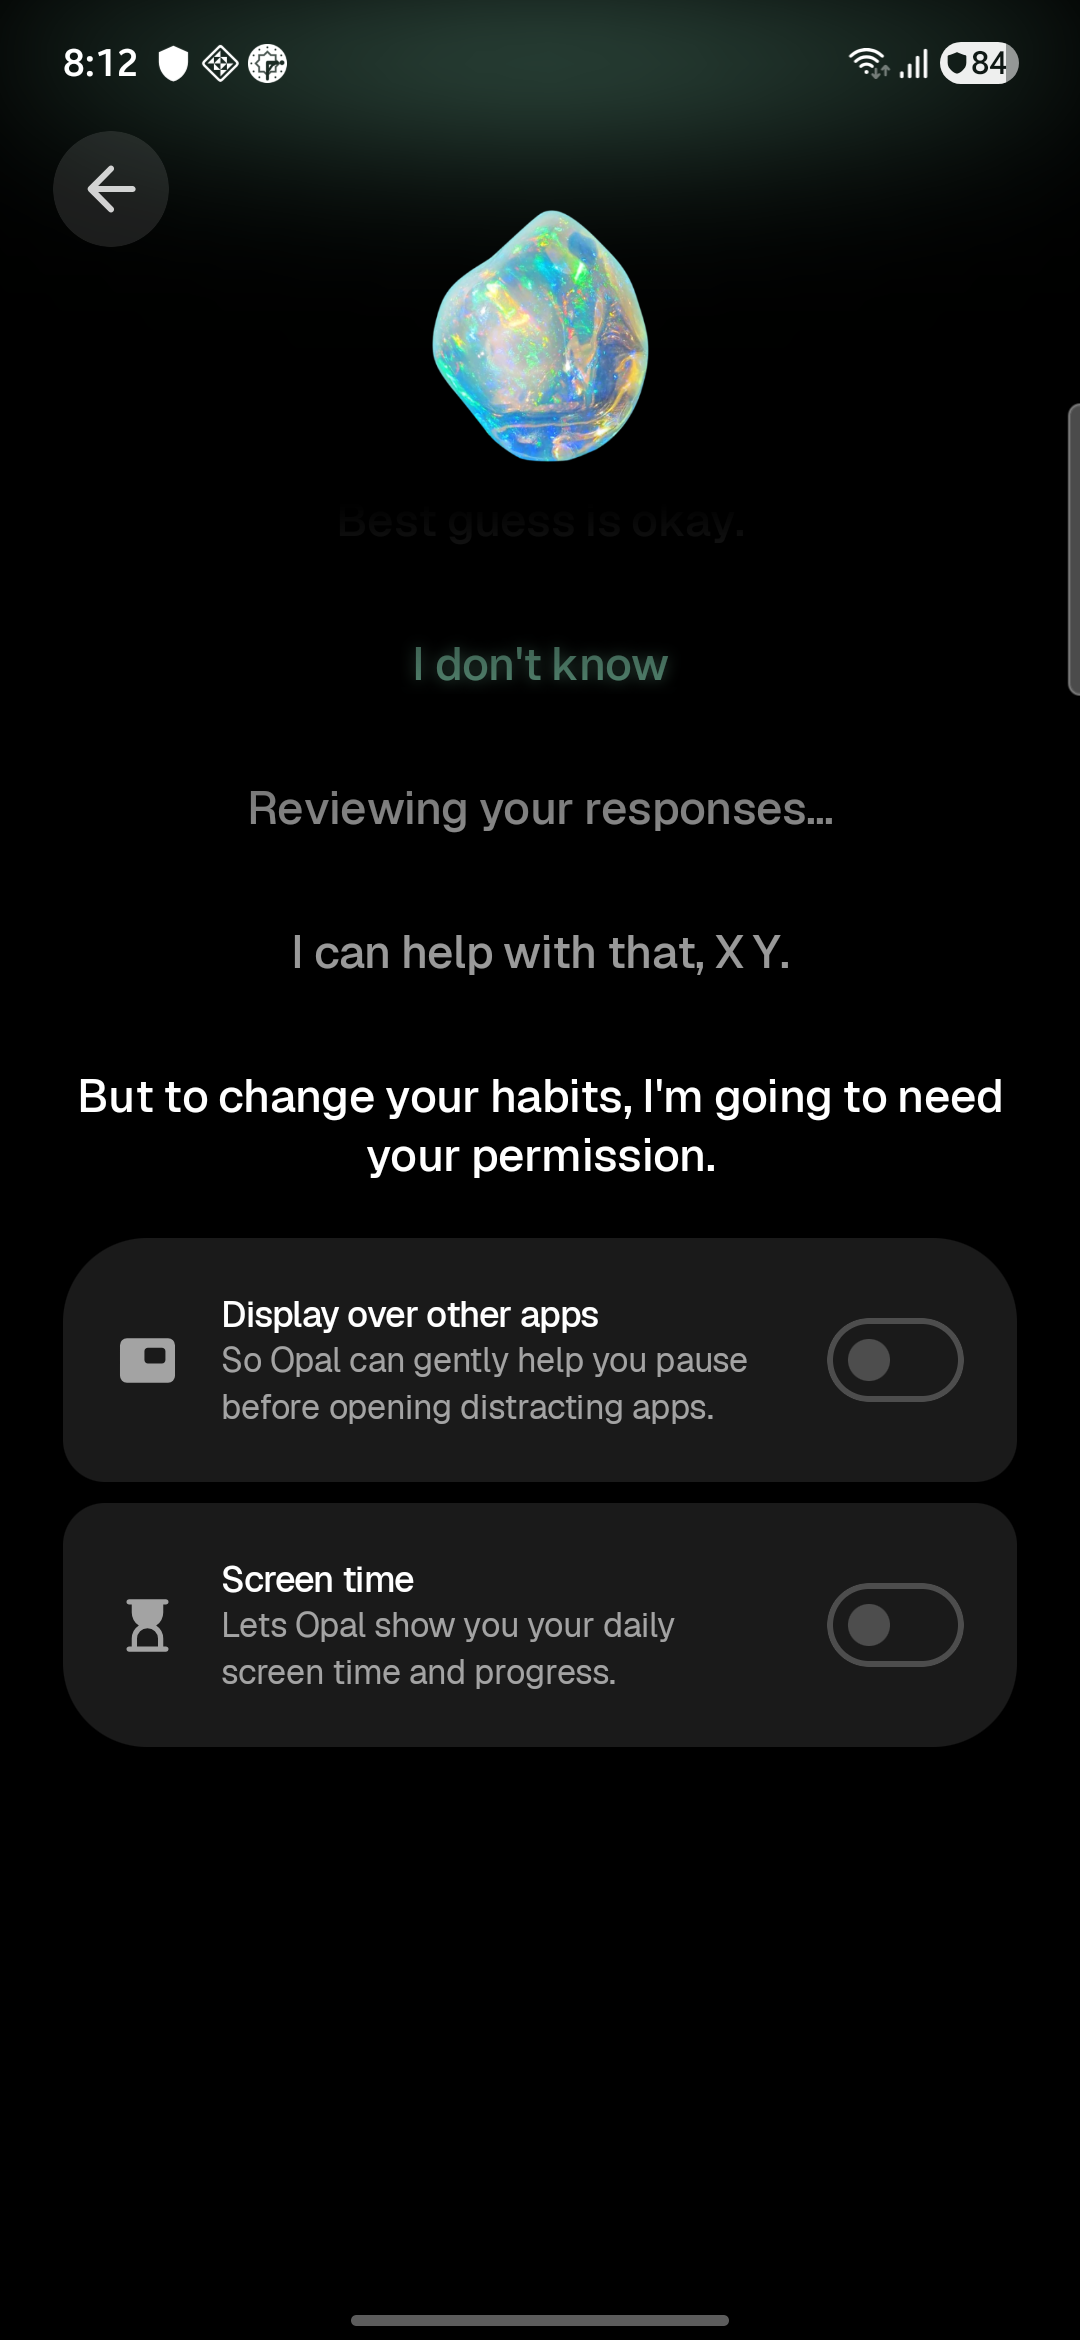 8:12
84
Best guess is okay.
I don't know
Reviewing your responses...
I can help with that, X Y.
But to change your habits, I'm going to need
your permission.
Display over other apps
So Opal can gently help you pause
before opening distracting apps.
Screen time
Lets Opal show you your daily
screen time and progress.